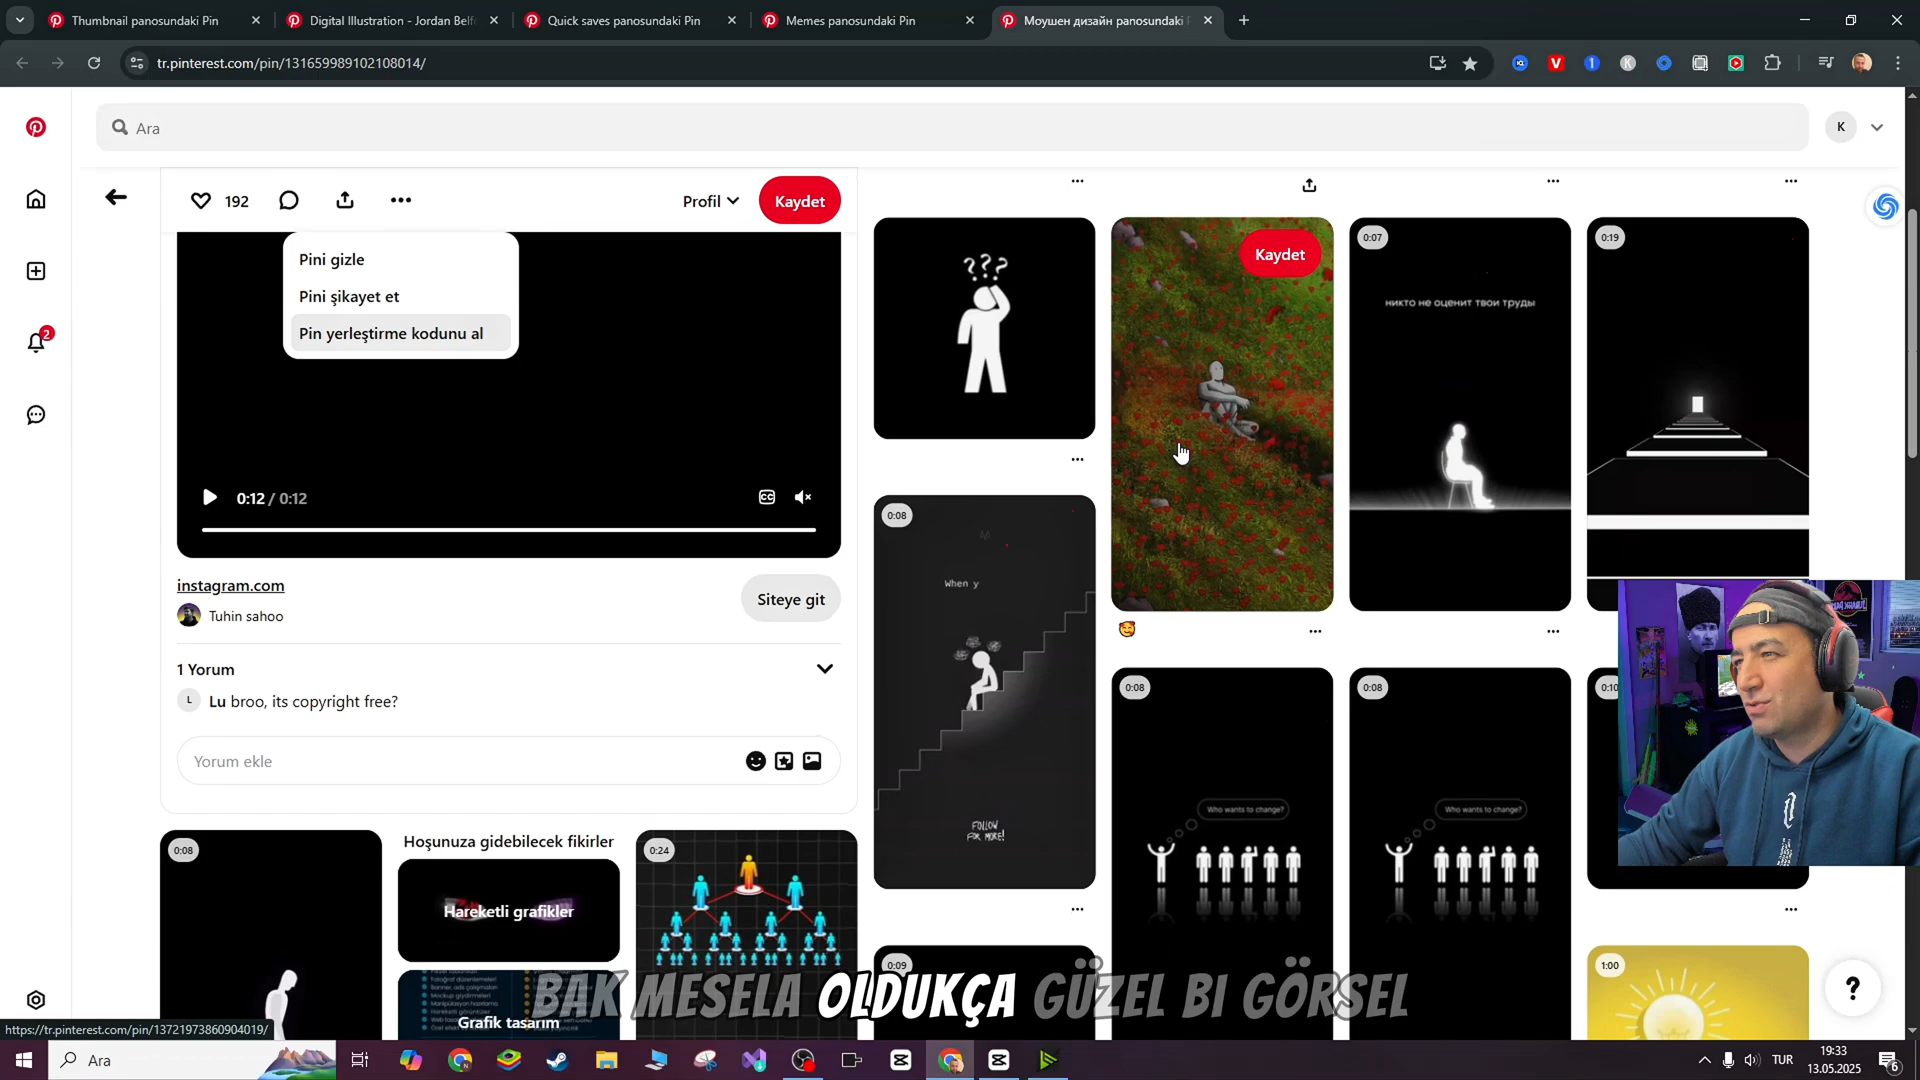 Thumbnail panosundaki Pin
Digital Illustration - Jordan Belf
Quick saves panosundaki Pin
Memes panosundaki Pin
Моушен дизайн panosundaki P
tr.pinterest.com/pin/131659989102108014/
Ara
K
192
Profil
Kaydet
Pini gizle
Pini şikayet et
Pin yerleştirme kodunu al
0:12 / 0:12
instagram.com
Tuhin sahoo
Siteye git
1 Yorum
L
Lu broo, its copyright free?
Yorum ekle
0:08
Hoşunuza gidebilecek fikirler
Hareketli grafikler
Grafik tasarım
0:24
???
Kaydet
0:07
никто не оценит твои труды
0:19
2
0:08
When y
FOLLOW
FOR MORE!
0:08
Who wants to change?
0:08
Who wants to change?
0:10
0:09
1:00
?
BAK MESELA OLDUKÇA GÜZEL BI GÖRSEL
https://tr.pinterest.com/pin/13721973860904019/
Ara
TUR
19:33
13.05.2025
6